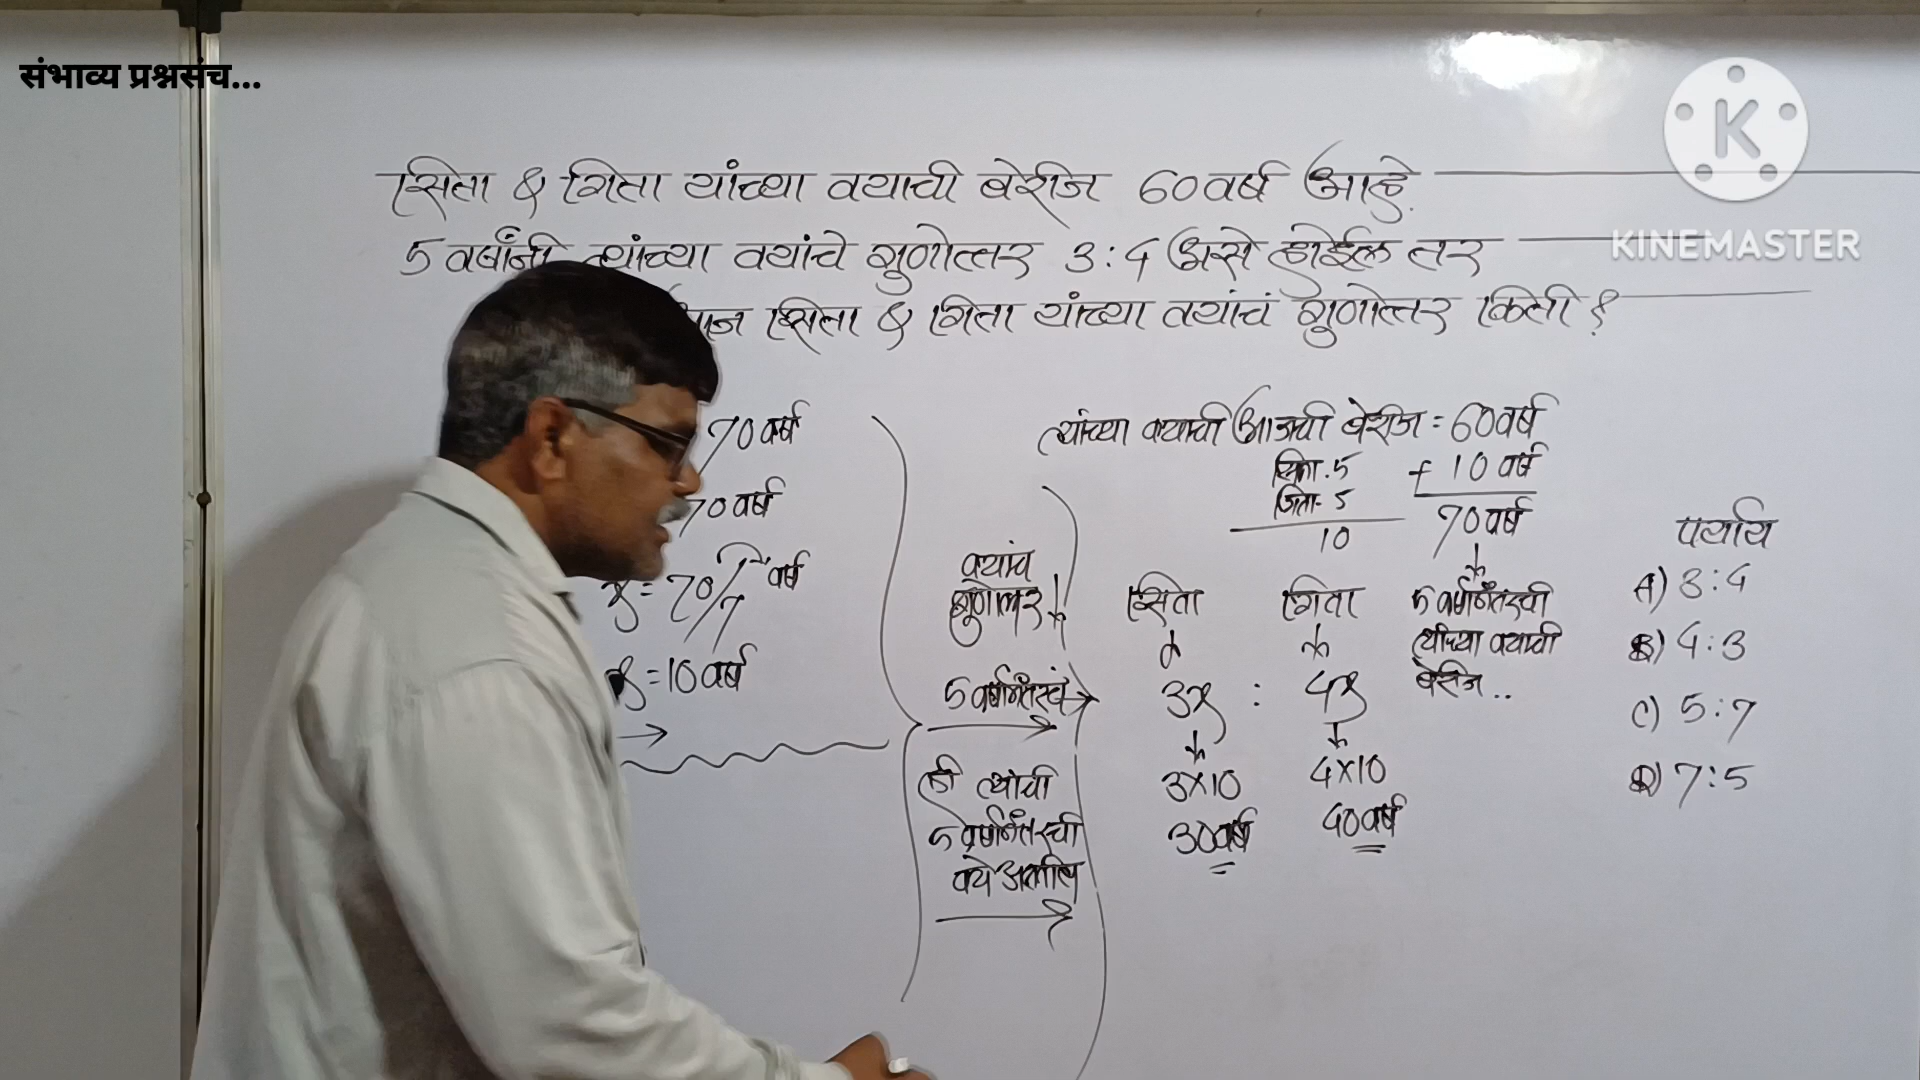 संभाव्य प्रश्नसंच...
KINEMASTER
सिता & गिता यांच्या वयाची बेरीज 60 वर्ष आहे.
5 वर्षांनी त्यांच्या वयांचे गुणोत्तर 3:4 असे होईल तर
आज सिता & गिता यांच्या वयांचं गुणोत्तर किती?
70 वर्ष
70 वर्ष
x = 70/7 वर्ष
x = 10 वर्ष
त्यांच्या वयाची आजची बेरीज = 60 वर्ष
सिता. 5 + 10 वर्ष
गिता- 5
10 70 वर्ष
वयांच गुणोत्तर
सिता गिता
5 वर्षानंतरची
त्यांच्या वयाची
बेरीज..
5 वर्षानंतरचं
3x : 4x
3×10 4×10
30 वर्ष 40 वर्ष
त्यांची
5 वर्षानंतरची
वये असतील
पर्याय
A) 3:4
B) 4:3
C) 5:7
D) 7:5